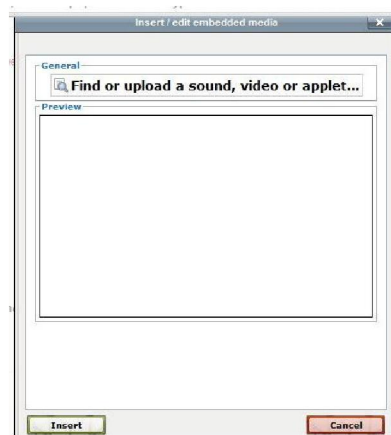 Insert / edit embedded media
General
Find or upload a sound, video or applet...
Preview
Insert
Cancel